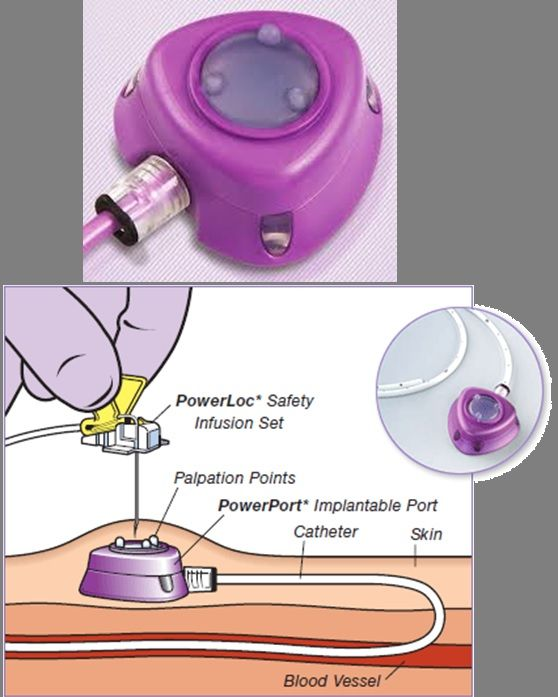 PowerLoc* Safety
Infusion Set
Palpation Points
PowerPort* Implantable Port
Catheter
Skin
Blood Vessel